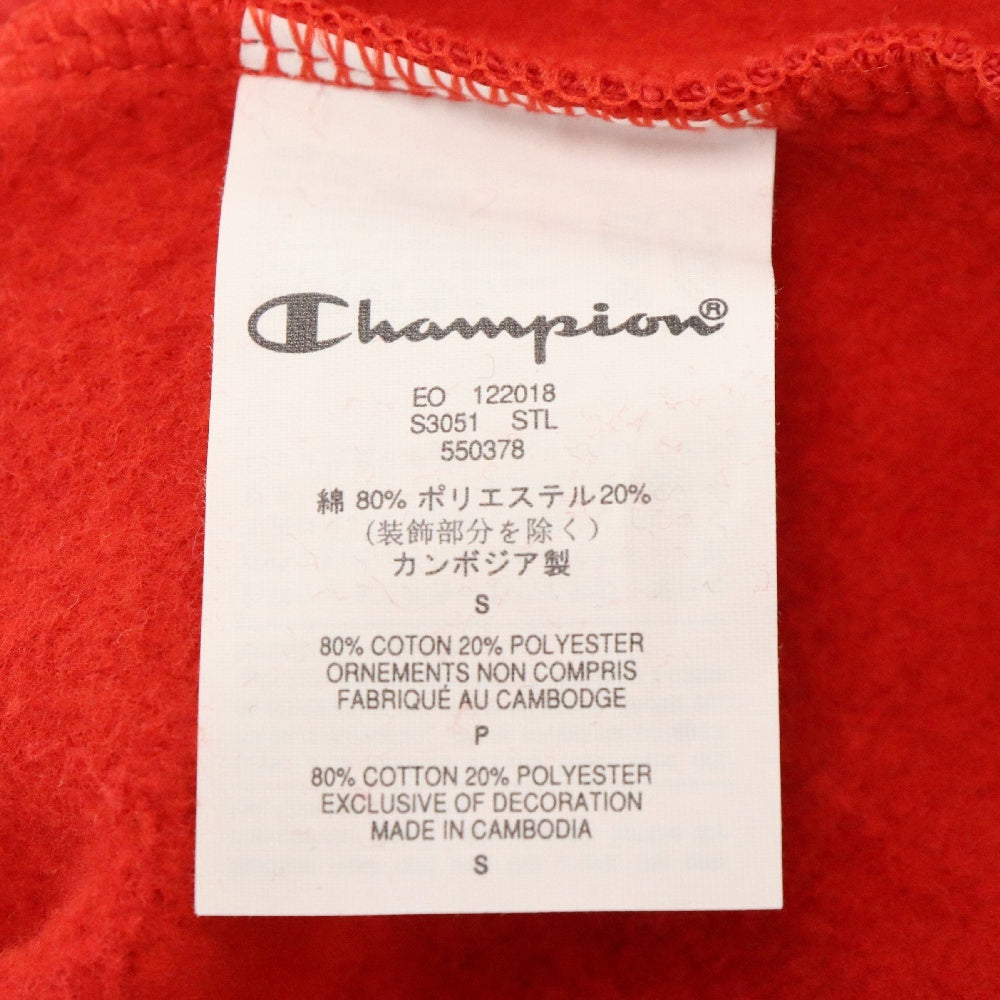 Champion®
EO 122018
S3051 STL
550378
綿 80% ポリエステル20%
(装飾部分を除く)
カンボジア製
S
80% COTON 20% POLYESTER
ORNEMENTS NON COMPRIS
FABRIQUÉ AU CAMBODGE
P
80% COTTON 20% POLYESTER
EXCLUSIVE OF DECORATION
MADE IN CAMBODIA
S